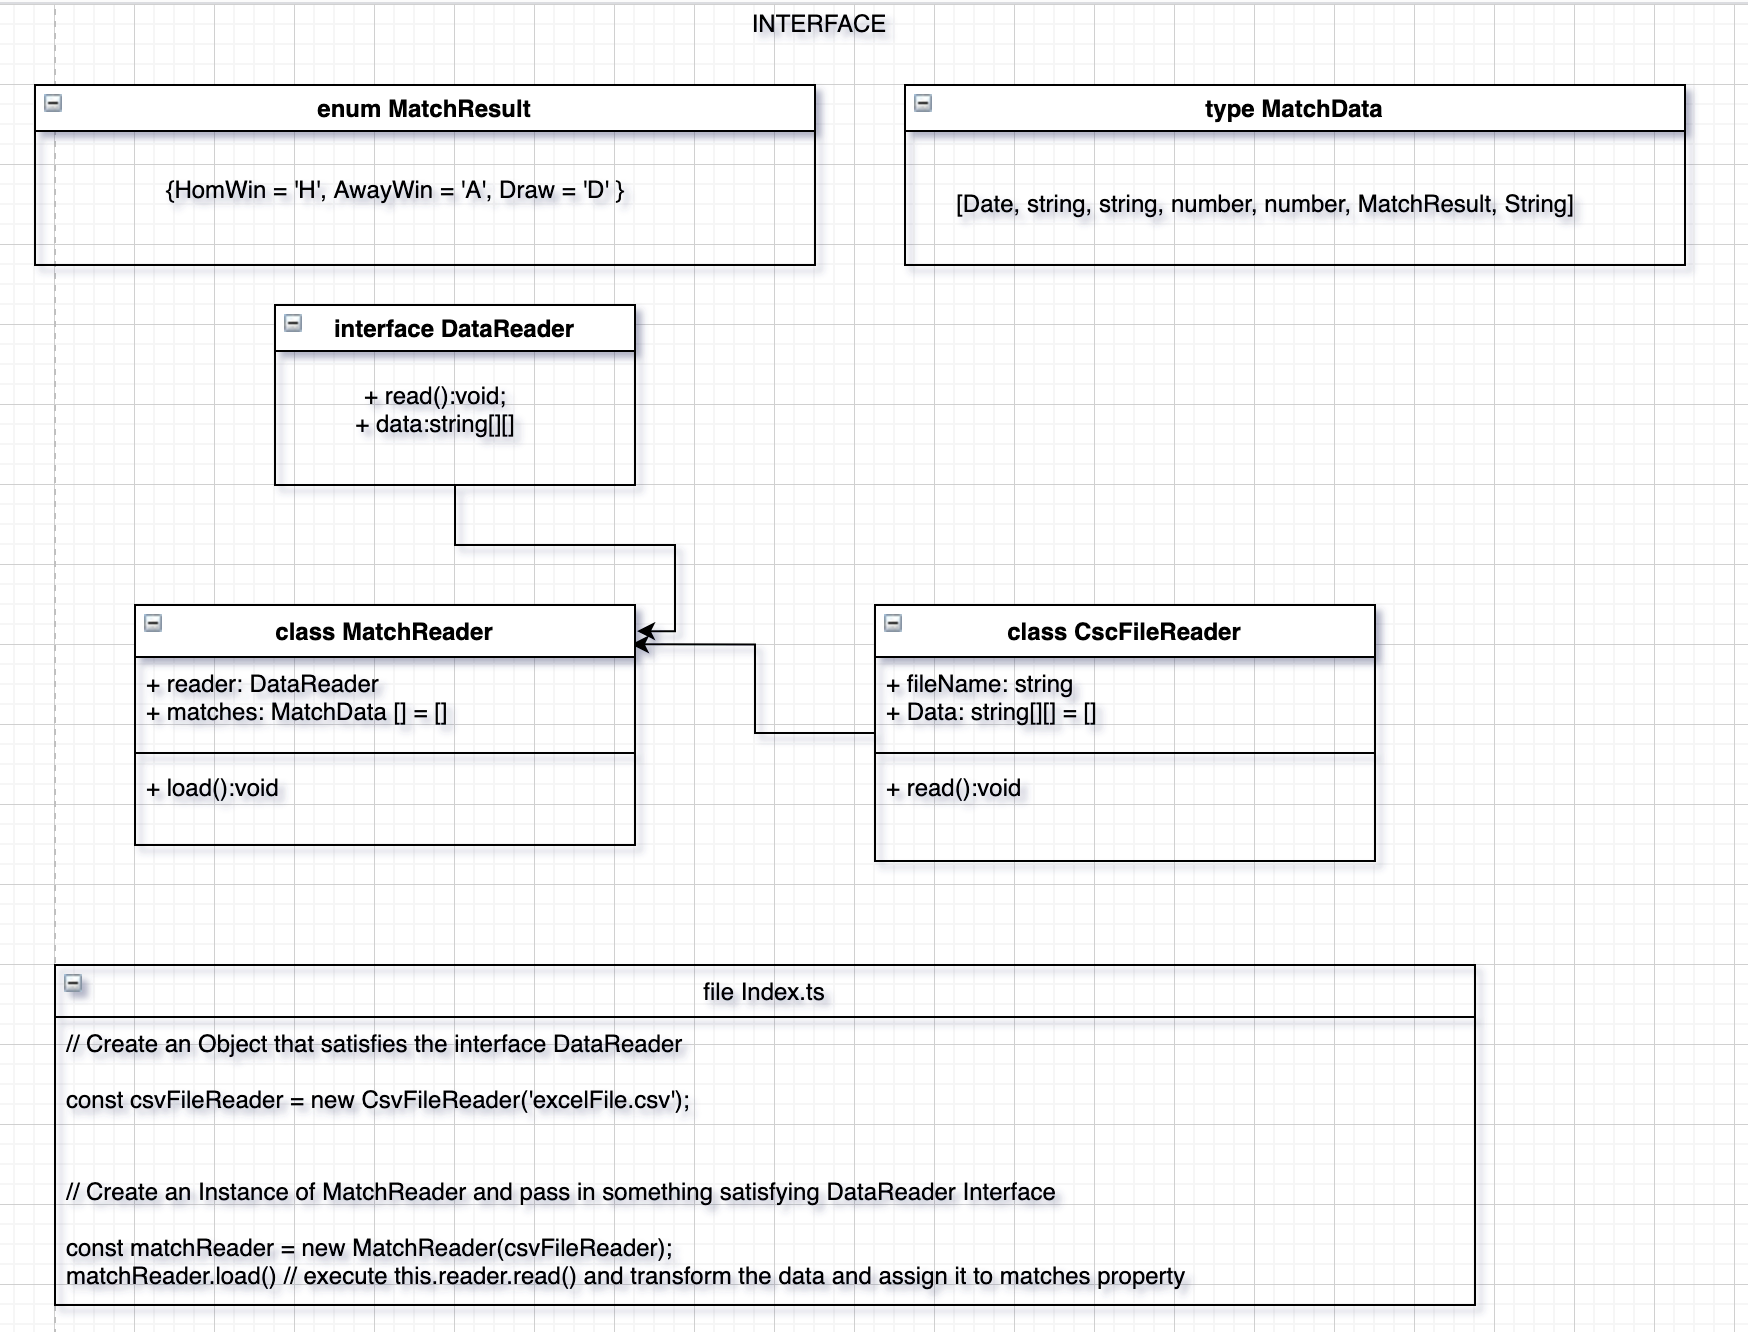 INTERFACE
enum MatchResult
{HomWin = 'H', AwayWin = 'A', Draw = 'D' }
type MatchData
[Date, string, string, number, number, MatchResult, String]
interface DataReader
+ read():void;
+ data:string[][]
class MatchReader
+ reader: DataReader
+ matches: MatchData [] = []
+ load():void
class CscFileReader
+ fileName: string
+ Data: string[][] = []
+ read():void
file Index.ts
// Create an Object that satisfies the interface DataReader
const csvFileReader = new CsvFileReader('excelFile.csv');
// Create an Instance of MatchReader and pass in something satisfying DataReader Interface
const matchReader = new MatchReader(csvFileReader);
matchReader.load() // execute this.reader.read() and transform the data and assign it to matches property